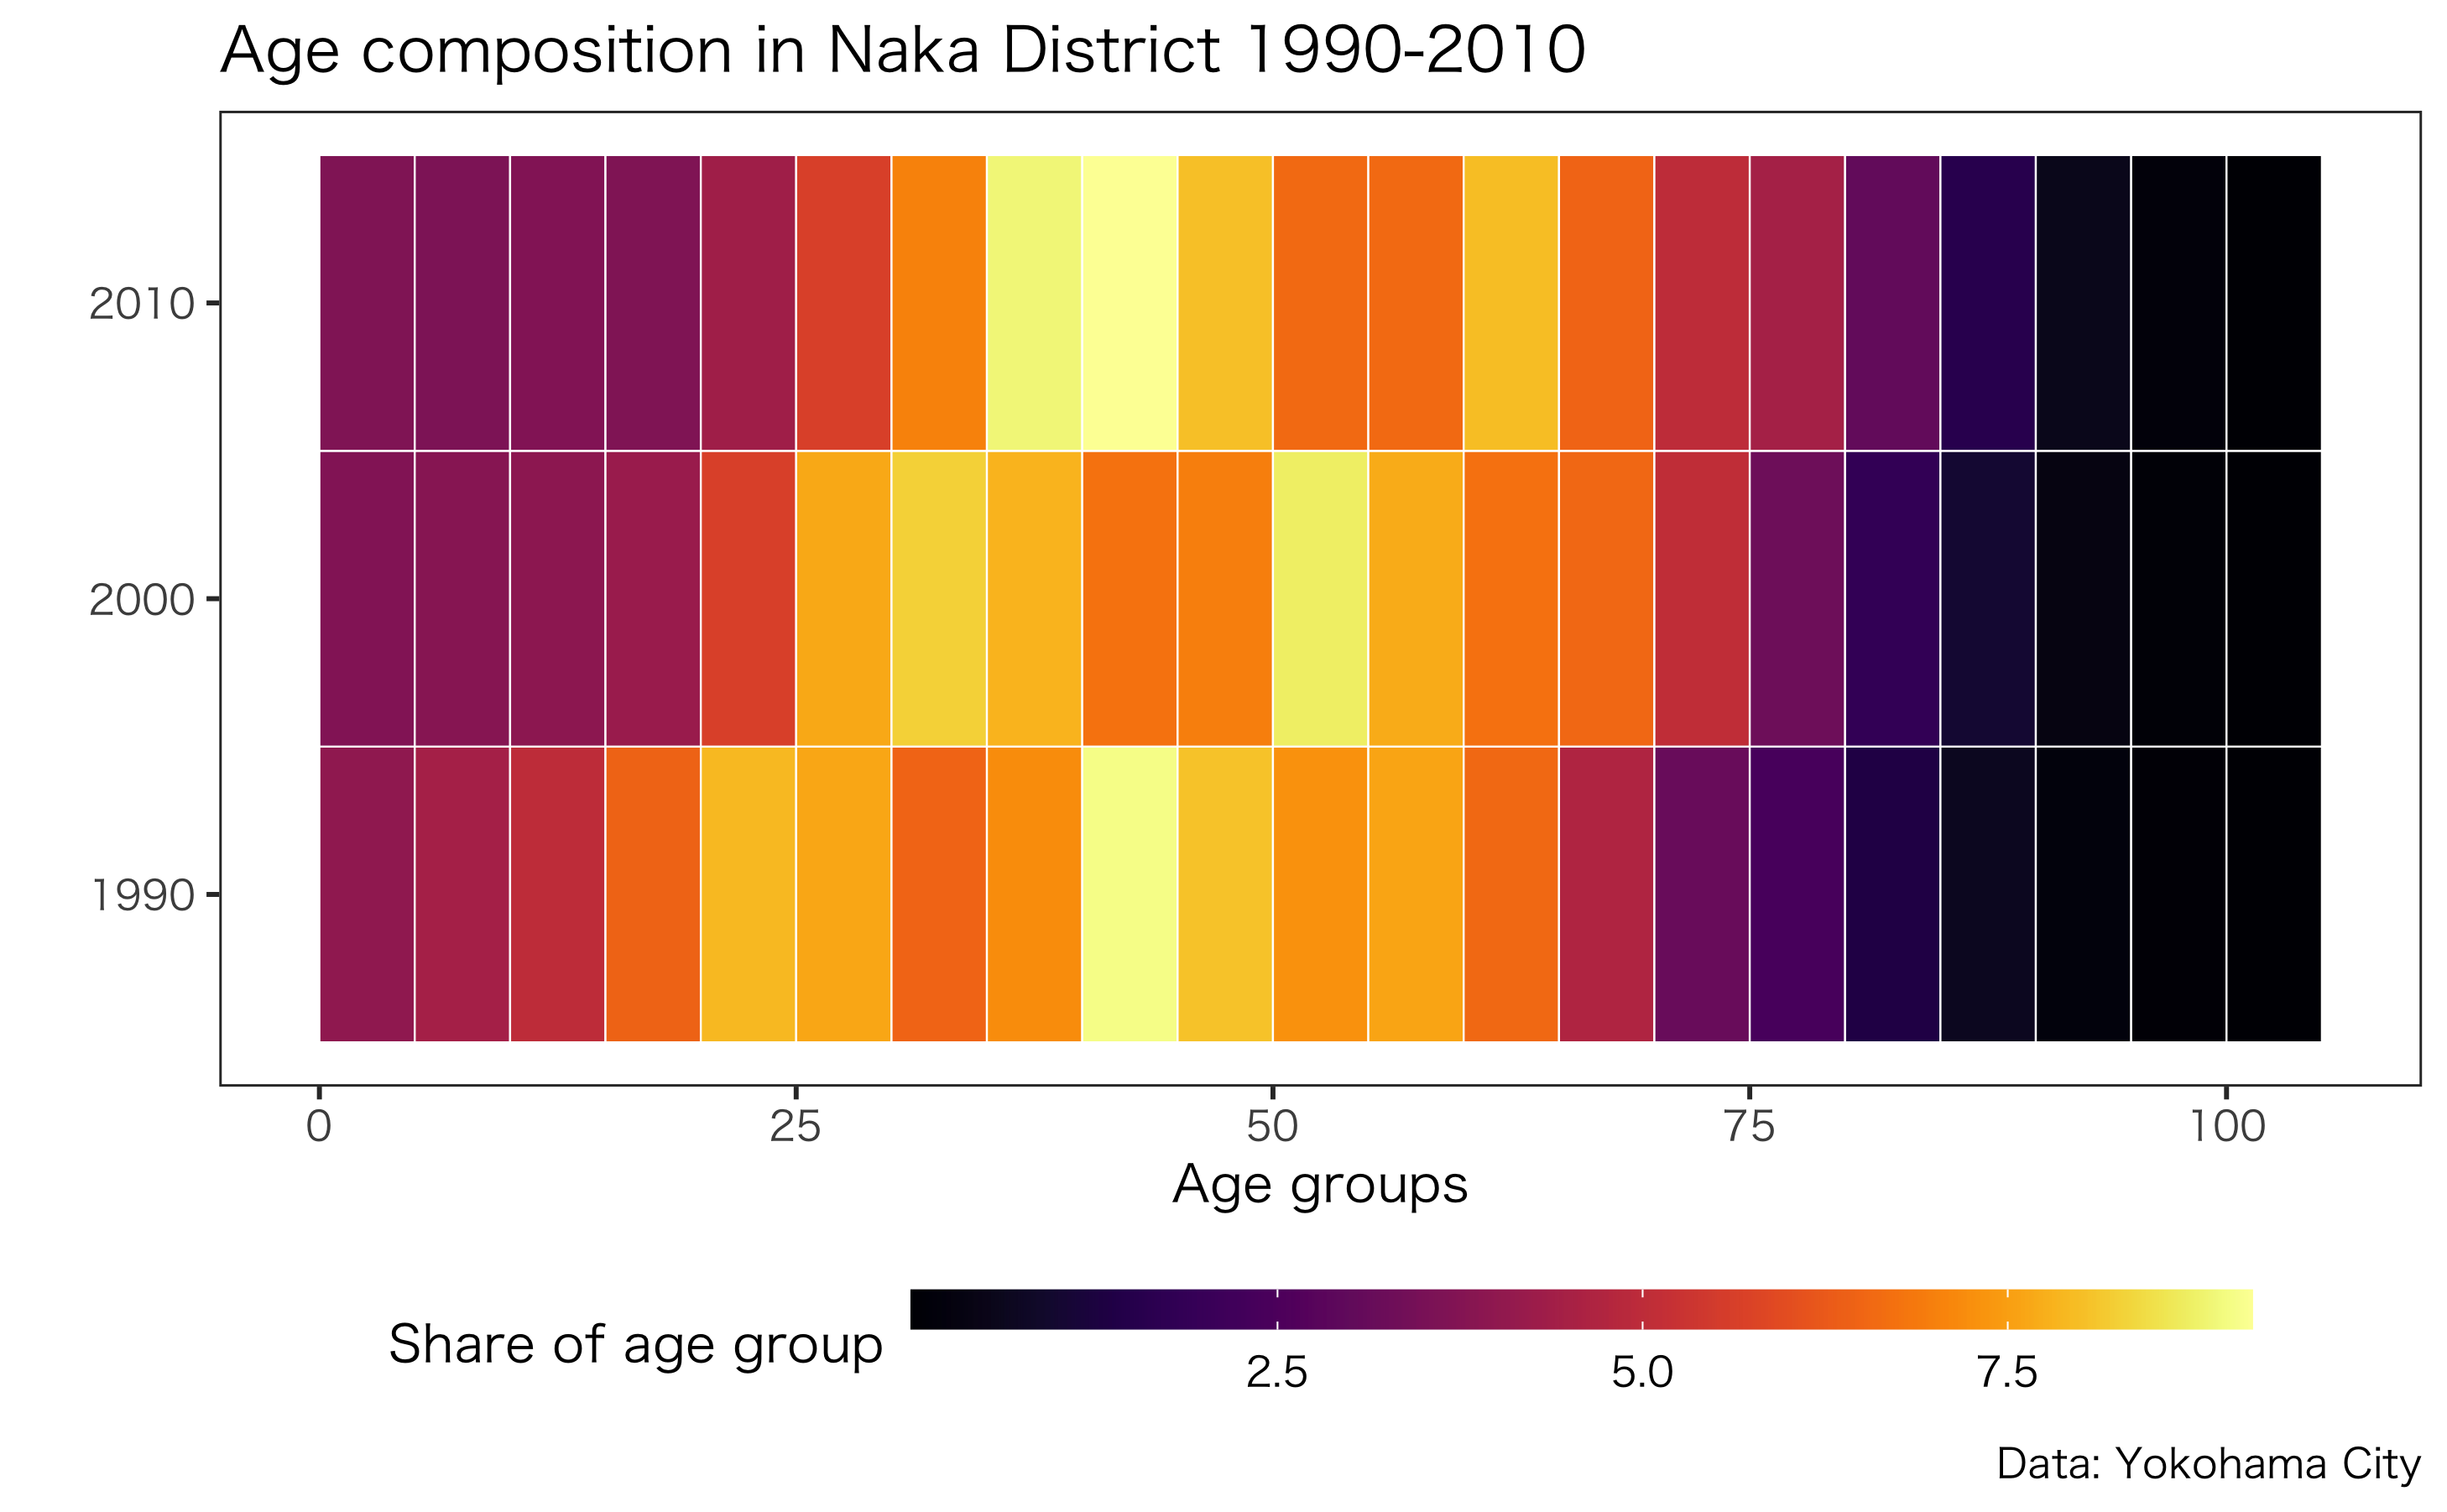 Age composition in Naka District 1990-2010
2010
2000
1990
0 25 50 75 100
Age groups
Share of age group
2.5 5.0 7.5
Data: Yokohama City